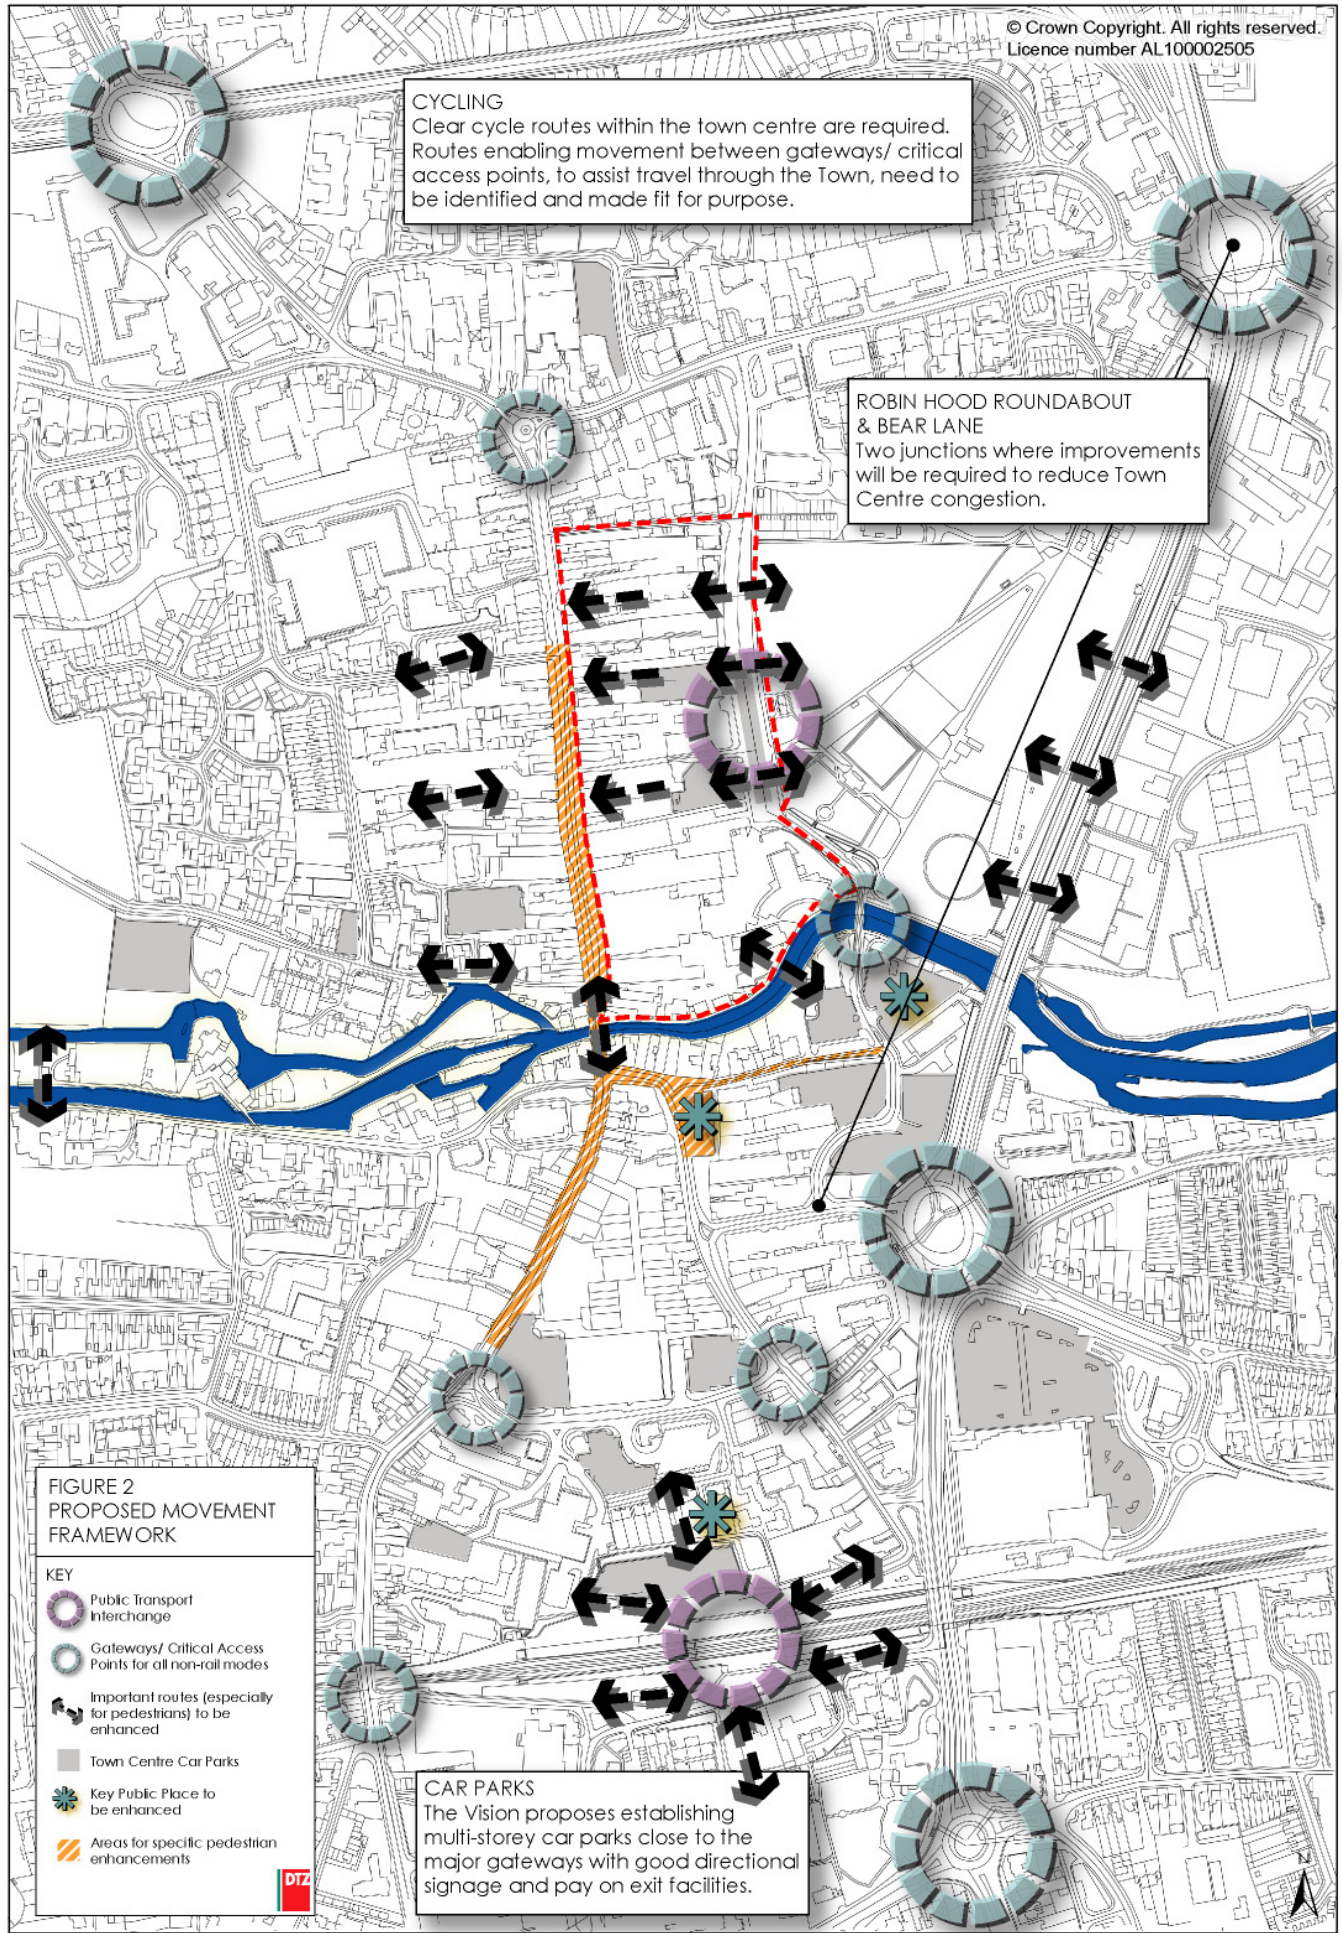 © Crown Copyright. All rights reserved.
Licence number AL100002505
CYCLING
Clear cycle routes within the town centre are required.
Routes enabling movement between gateways/ critical
access points, to assist travel through the Town, need to
be identified and made fit for purpose.
ROBIN HOOD ROUNDABOUT
& BEAR LANE
Two junctions where improvements
will be required to reduce Town
Centre congestion.
FIGURE 2
PROPOSED MOVEMENT
FRAMEWORK
KEY
Public Transport
Interchange
Gateways/ Critical Access
Points for all non-rail modes
Important routes (especially
for pedestrians) to be
enhanced
Town Centre Car Parks
Key Public Place to
be enhanced
Areas for specific pedestrian
enhancements
DTZ
CAR PARKS
The Vision proposes establishing
multi-storey car parks close to the
major gateways with good directional
signage and pay on exit facilities.
N